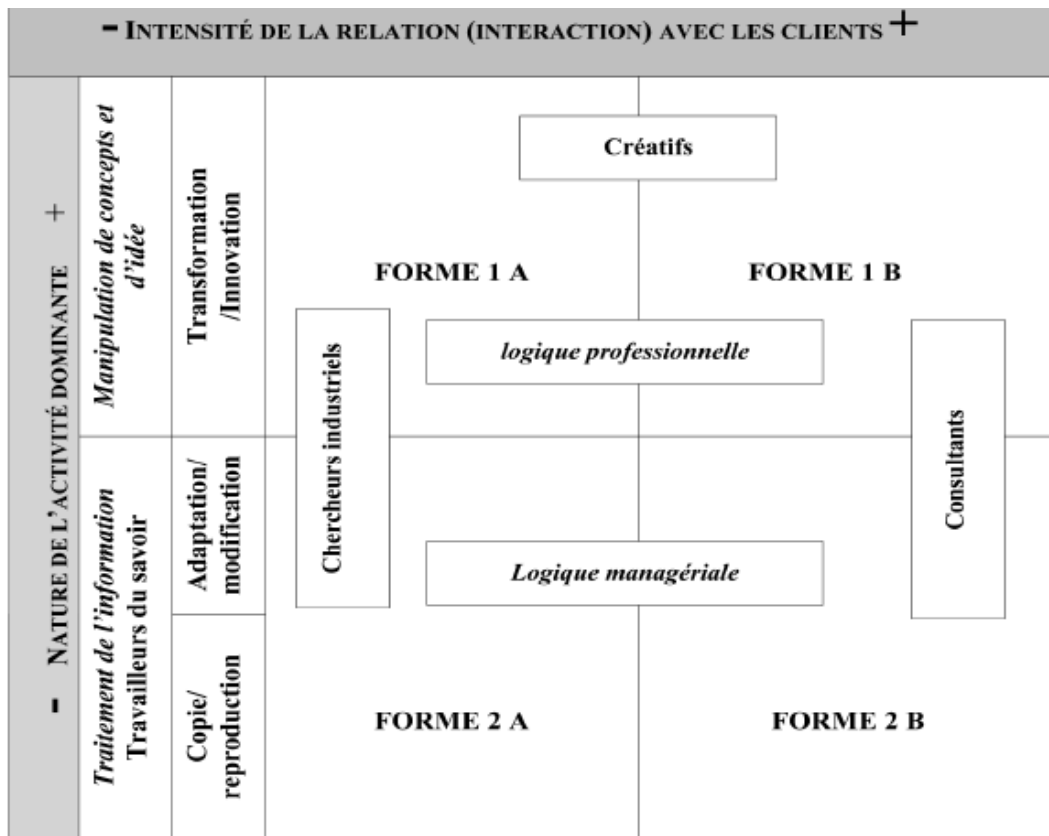 - INTENSITÉ DE LA RELATION (INTERACTION) AVEC LES CLIENTS +
- NATURE DE L'ACTIVITÉ DOMINANTE +
Manipulation de concepts et
d'idée
Transformation
/Innovation
Créatifs
FORME 1 A
FORME 1 B
logique professionnelle
Chercheurs industriels
Consultants
Traitement de l'information
Travailleurs du savoir
Adaptation/
modification
Logique managériale
Copie/
reproduction
FORME 2 A
FORME 2 B